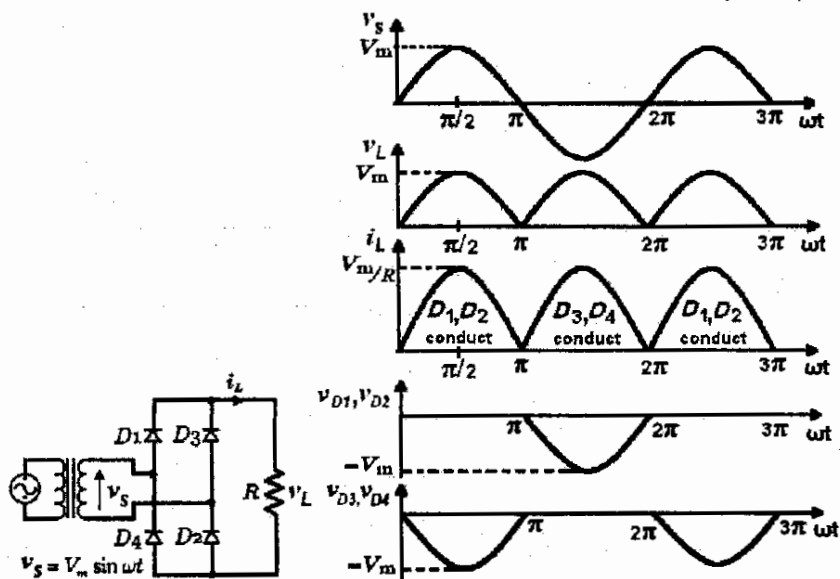 v_S
V_m
π/2
π
2π
3π
ωt
v_L
V_m
π/2
π
2π
3π
ωt
i_L
V_m/R
D_1,D_2
conduct
D_3,D_4
conduct
D_1,D_2
conduct
π/2
π
2π
3π
ωt
v_D1,v_D2
π
2π
3π
ωt
-V_m
v_D3,v_D4
π
2π
3π
ωt
-V_m
i_L
D1
D3
v_S
R
v_L
D4
D2
v_S = V_m sin ωt